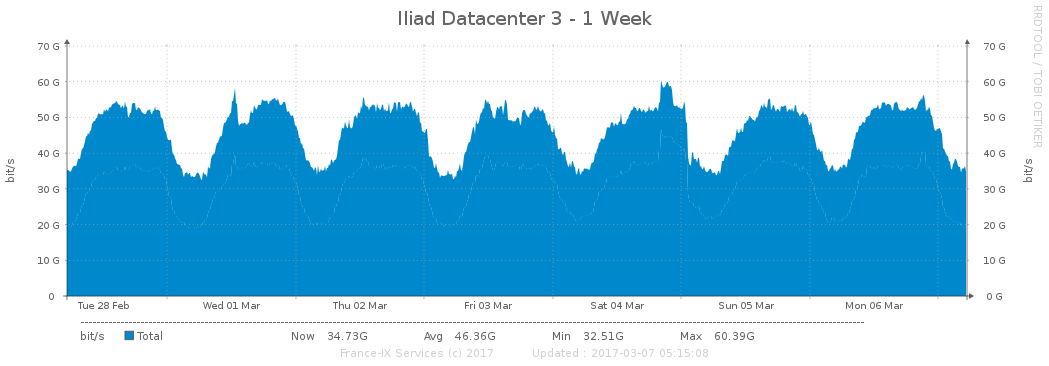 Iliad Datacenter 3 - 1 Week
RRDTOOL / TOBI OETIKER
70 G 70 G
60 G 60 G
50 G 50 G
40 G 40 G
30 G 30 G
20 G 20 G
10 G 10 G
0 0 G
bit/s bit/s
Tue 28 Feb Wed 01 Mar Thu 02 Mar Fri 03 Mar Sat 04 Mar Sun 05 Mar Mon 06 Mar
bit/s Total Now 34.73G Avg 46.36G Min 32.51G Max 60.39G
France-IX Services (c) 2017 Updated : 2017-03-07 05:15:08